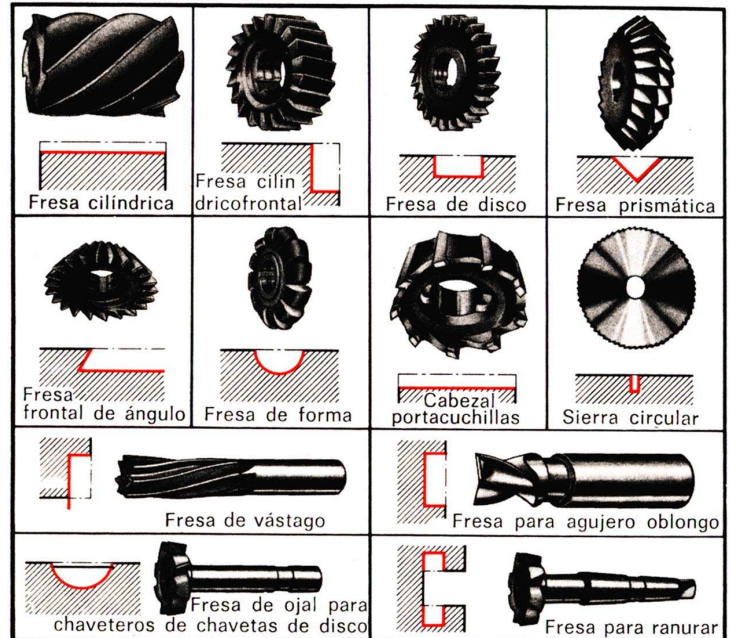 Fresa cilíndrica
Fresa cilin
dricofrontal
Fresa de disco
Fresa prismática
Fresa
frontal de ángulo
Fresa de forma
Cabezal
portacuchillas
Sierra circular
Fresa de vástago
Fresa para agujero oblongo
Fresa de ojal para
chaveteros de chavetas de disco
Fresa para ranurar